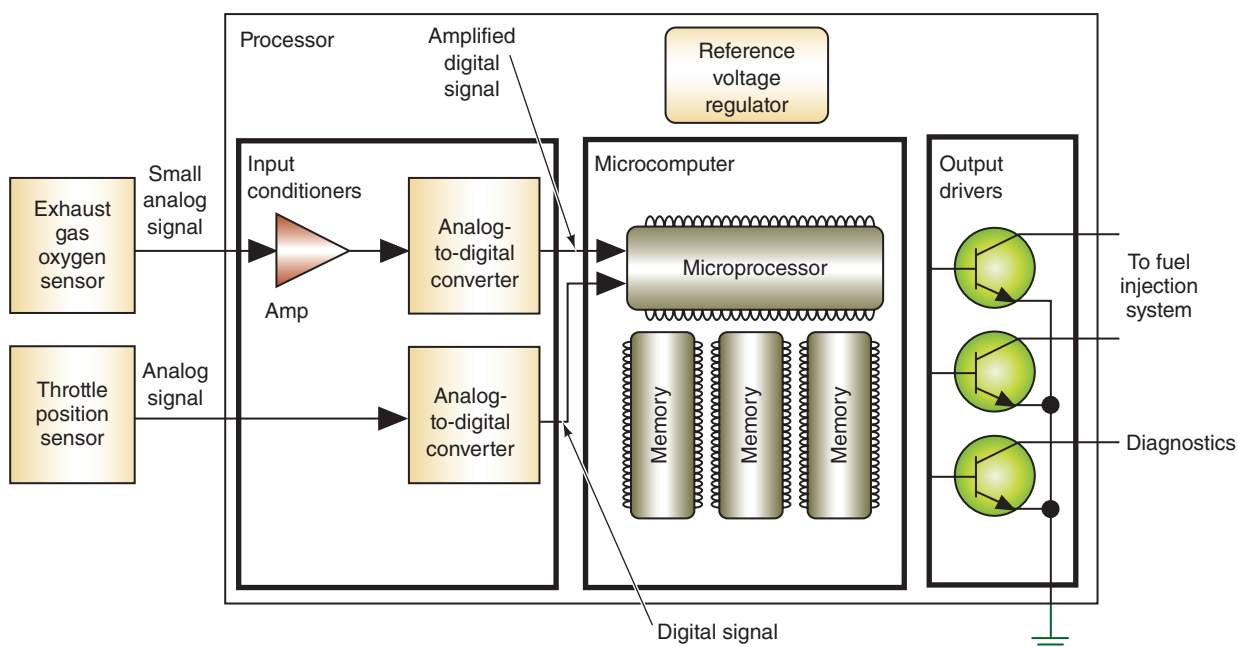 Processor
Amplified
digital
signal
Reference
voltage
regulator
Input
conditioners
Microcomputer
Output
drivers
Small
analog
signal
Exhaust
gas
oxygen
sensor
Amp
Analog-
to-digital
converter
Microprocessor
To fuel
injection
system
Throttle
position
sensor
Analog
signal
Analog-
to-digital
converter
Memory
Memory
Memory
Diagnostics
Digital signal